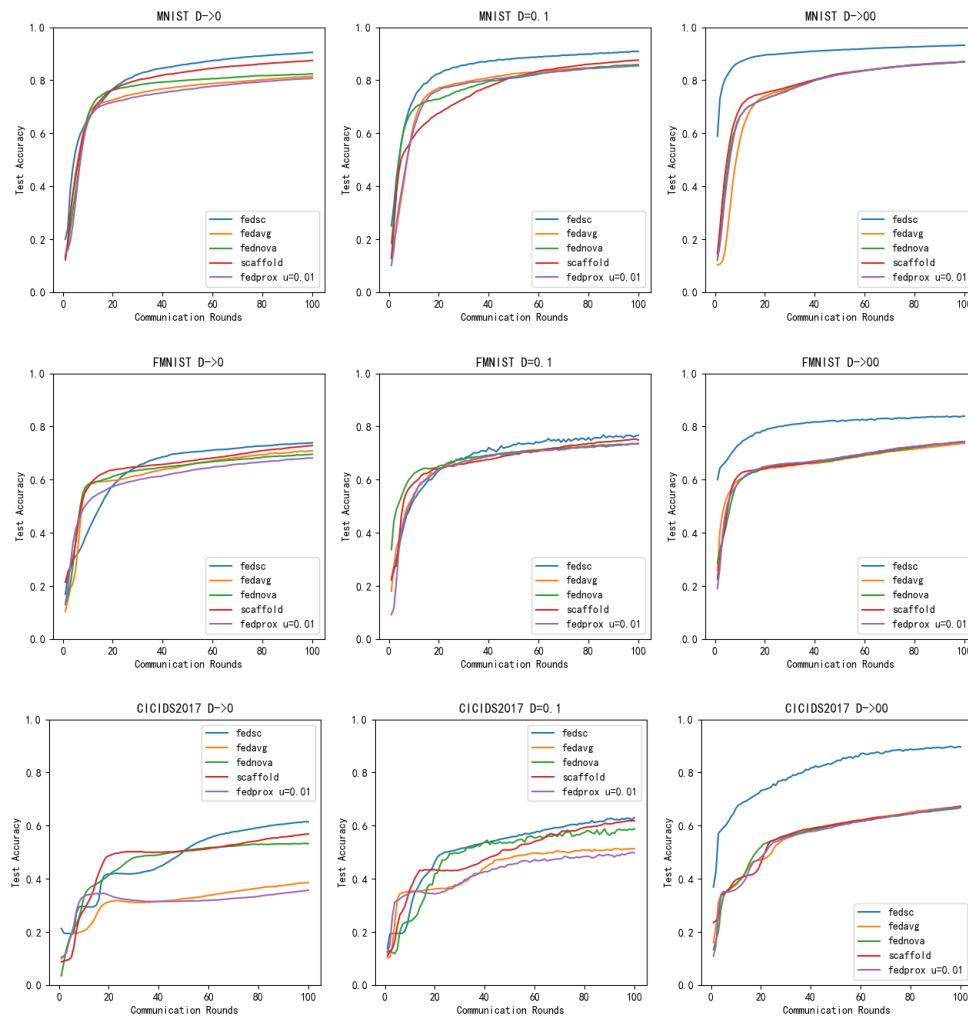 MNIST D->0
Test Accuracy
1.0
0.8
0.6
0.4
0.2
0.0
0 20 40 60 80 100
Communication Rounds
fedsc
fedavg
fednova
scaffold
fedprox u=0.01
MNIST D=0.1
Test Accuracy
1.0
0.8
0.6
0.4
0.2
0.0
0 20 40 60 80 100
Communication Rounds
fedsc
fedavg
fednova
scaffold
fedprox u=0.01
MNIST D->00
Test Accuracy
1.0
0.8
0.6
0.4
0.2
0.0
0 20 40 60 80 100
Communication Rounds
fedsc
fedavg
fednova
scaffold
fedprox u=0.01
FMNIST D->0
Test Accuracy
1.0
0.8
0.6
0.4
0.2
0.0
0 20 40 60 80 100
Communication Rounds
fedsc
fedavg
fednova
scaffold
fedprox u=0.01
FMNIST D=0.1
Test Accuracy
1.0
0.8
0.6
0.4
0.2
0.0
0 20 40 60 80 100
Communication Rounds
fedsc
fedavg
fednova
scaffold
fedprox u=0.01
FMNIST D->00
Test Accuracy
1.0
0.8
0.6
0.4
0.2
0.0
0 20 40 60 80 100
Communication Rounds
fedsc
fedavg
fednova
scaffold
fedprox u=0.01
CICIDS2017 D->0
Test Accuracy
1.0
0.8
0.6
0.4
0.2
0.0
0 20 40 60 80 100
Communication Rounds
fedsc
fedavg
fednova
scaffold
fedprox u=0.01
CICIDS2017 D=0.1
Test Accuracy
1.0
0.8
0.6
0.4
0.2
0.0
0 20 40 60 80 100
Communication Rounds
fedsc
fedavg
fednova
scaffold
fedprox u=0.01
CICIDS2017 D->00
Test Accuracy
1.0
0.8
0.6
0.4
0.2
0.0
0 20 40 60 80 100
Communication Rounds
fedsc
fedavg
fednova
scaffold
fedprox u=0.01